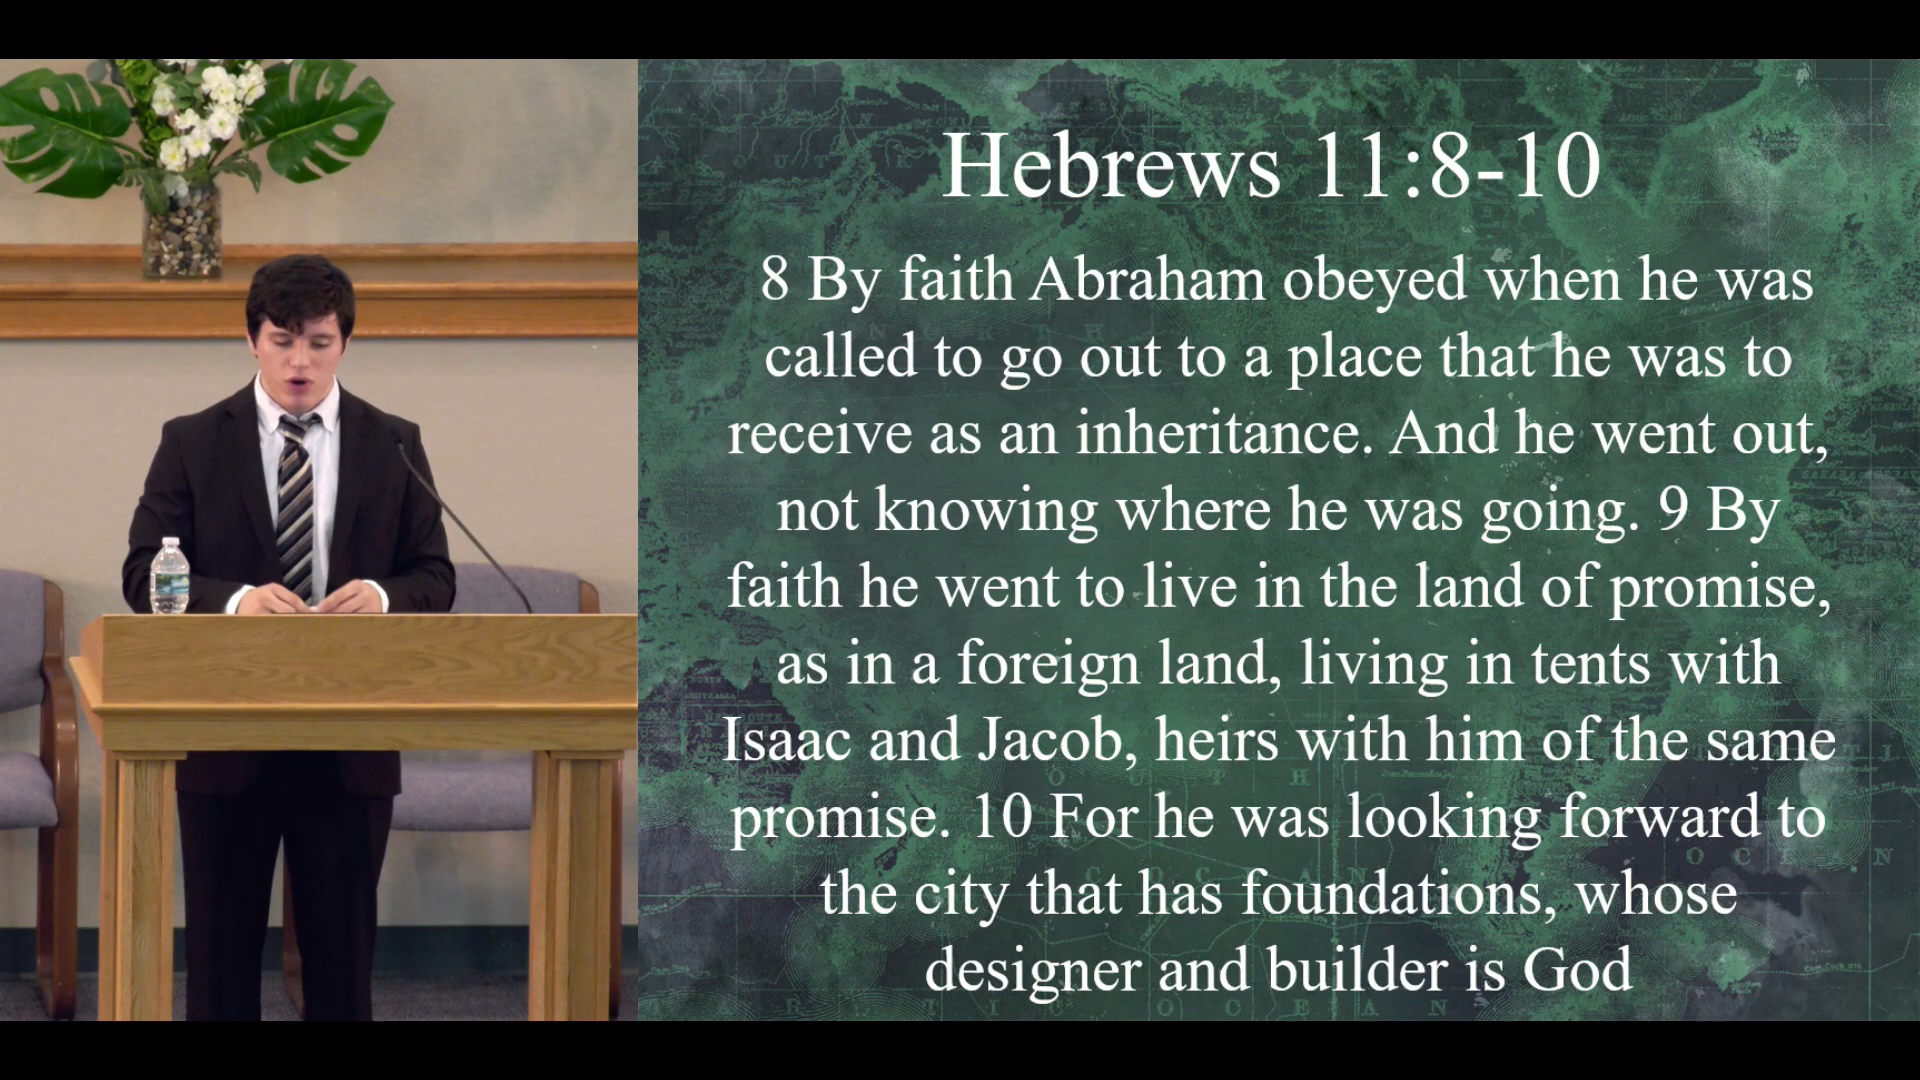 Hebrews 11:8-10
8 By faith Abraham obeyed when he was
called to go out to a place that he was to
receive as an inheritance. And he went out,
not knowing where he was going. 9 By
faith he went to live in the land of promise,
as in a foreign land, living in tents with
Isaac and Jacob, heirs with him of the same
promise. 10 For he was looking forward to
the city that has foundations, whose
designer and builder is God